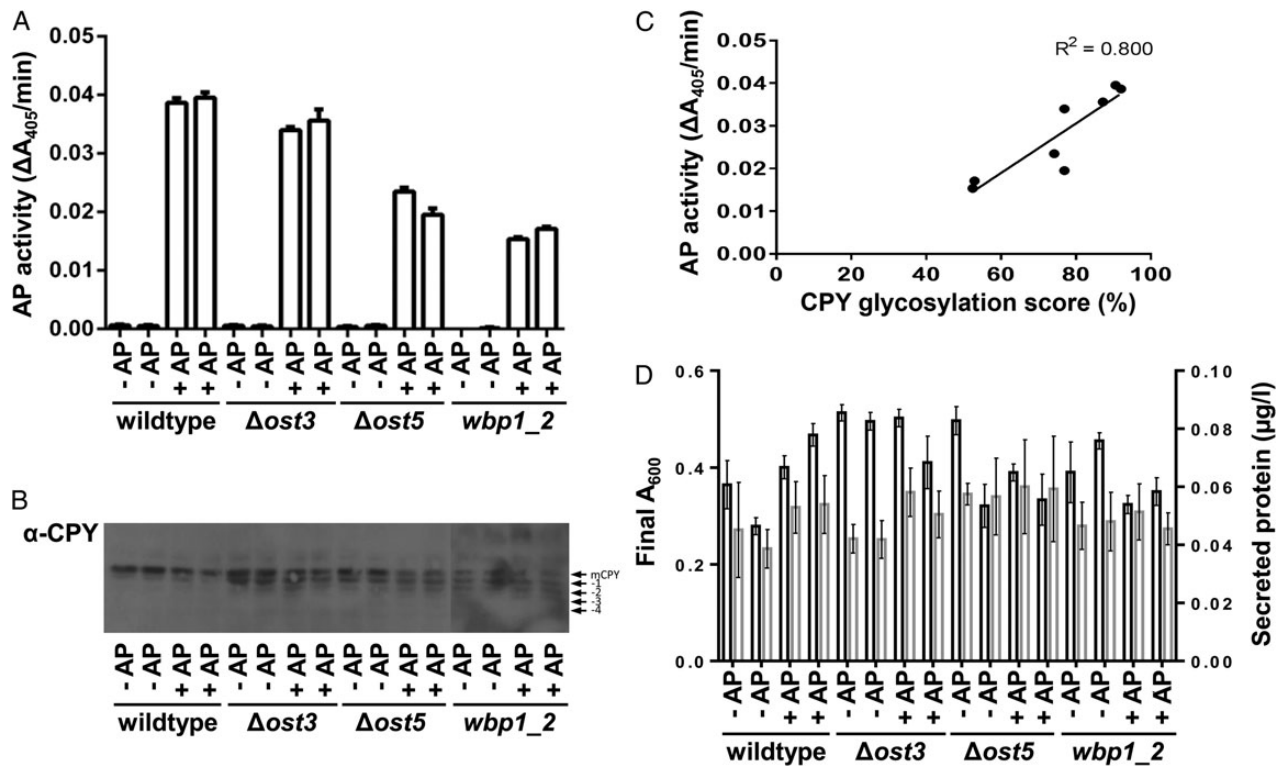 A
AP activity (ΔA405/min)
0.05
0.04
0.03
0.02
0.01
0.00
- AP
- AP
+ AP
+ AP
- AP
- AP
+ AP
+ AP
- AP
- AP
+ AP
+ AP
- AP
- AP
+ AP
+ AP
wildtype
Δost3
Δost5
wbp1_2
B
α-CPY
mCPY
-1
-2
-3
-4
- AP
- AP
+ AP
+ AP
- AP
- AP
+ AP
+ AP
- AP
- AP
+ AP
+ AP
- AP
- AP
+ AP
+ AP
wildtype
Δost3
Δost5
wbp1_2
C
R² = 0.800
AP activity (ΔA405/min)
0.05
0.04
0.03
0.02
0.01
0.00
0
20
40
60
80
100
CPY glycosylation score (%)
D
Final A600
0.6
0.4
0.2
0.0
Secreted protein (µg/l)
0.10
0.08
0.06
0.04
0.02
0.00
- AP
- AP
+ AP
+ AP
- AP
- AP
+ AP
+ AP
- AP
- AP
+ AP
+ AP
- AP
- AP
+ AP
+ AP
wildtype
Δost3
Δost5
wbp1_2